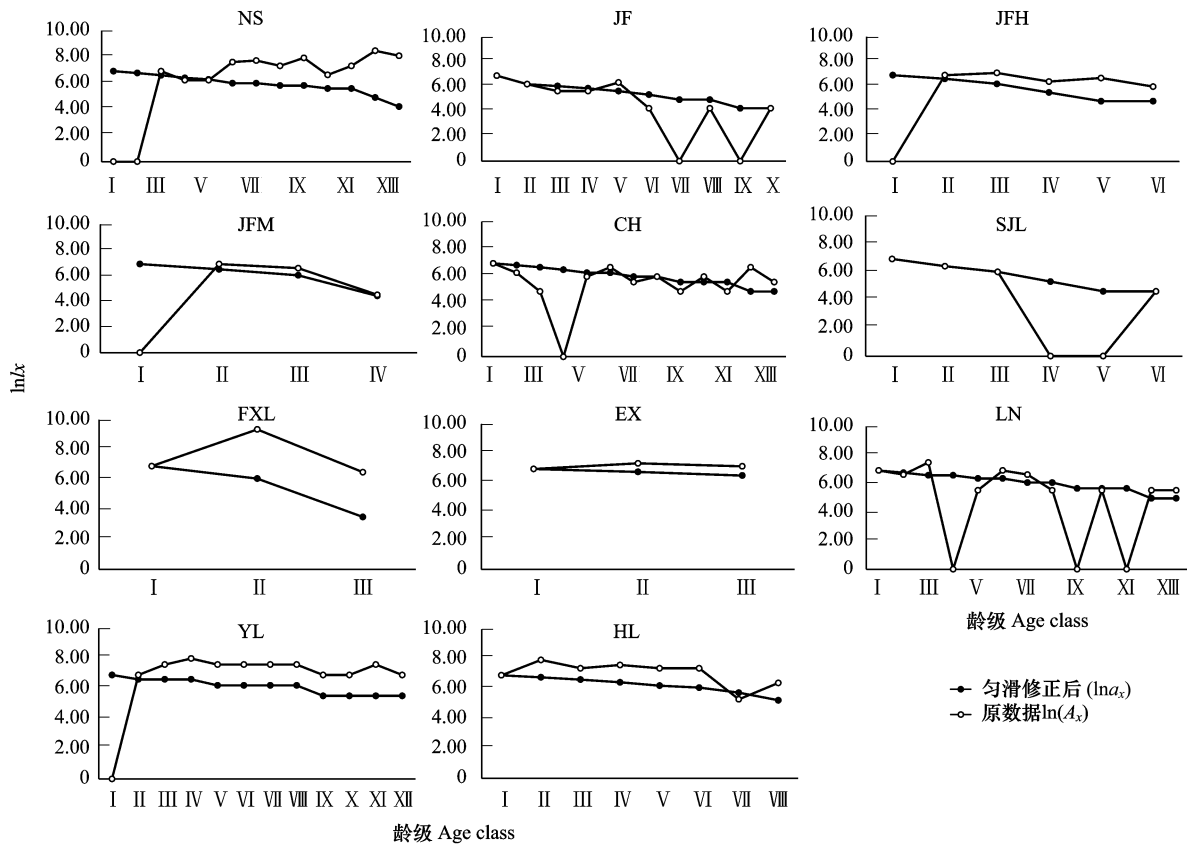 NS
10.00
8.00
6.00
4.00
2.00
0
I III V VII IX XI XIII
JF
10.00
8.00
6.00
4.00
2.00
0
I II III IV V VI VII VIII IX X
JFH
10.00
8.00
6.00
4.00
2.00
0
I II III IV V VI
JFM
10.00
8.00
6.00
4.00
2.00
0
I II III IV
CH
10.00
8.00
6.00
4.00
2.00
0
I III V VII IX XI XIII
SJL
10.00
8.00
6.00
4.00
2.00
0
I II III IV V VI
lnlx
FXL
10.00
8.00
6.00
4.00
2.00
0
I II III
EX
10.00
8.00
6.00
4.00
2.00
0
I II III
LN
10.00
8.00
6.00
4.00
2.00
0
I III V VII IX XI XIII
龄级 Age class
YL
10.00
8.00
6.00
4.00
2.00
0
I II III IV V VI VII VIII IX X XI XII
HL
10.00
8.00
6.00
4.00
2.00
0
I II III IV V VI VII VIII
匀滑修正后 (lnaₓ)
原数据ln(Aₓ)
龄级 Age class